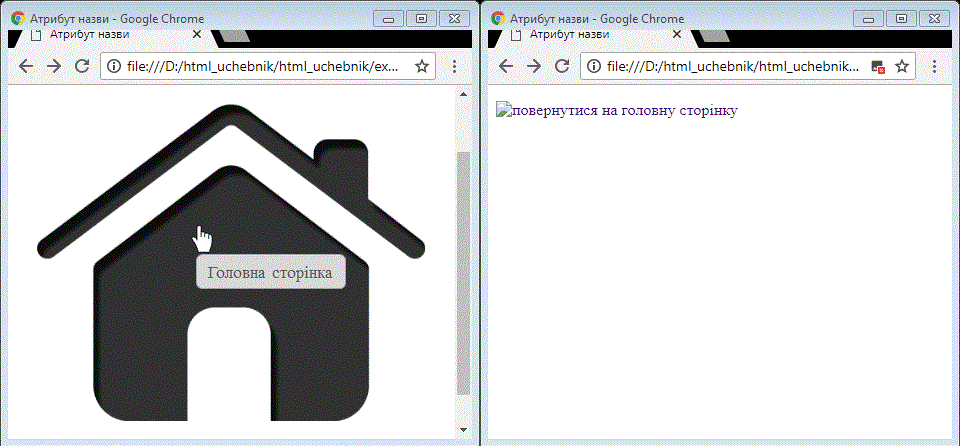 Атрибут назви - Google Chrome
Атрибут назви
file:///D:/html_uchebnik/html_uchebnik/ex...
Головна сторінка
Атрибут назви - Google Chrome
Атрибут назви
file:///D:/html_uchebnik/html_uchebnik...
повернутися на головну сторінку